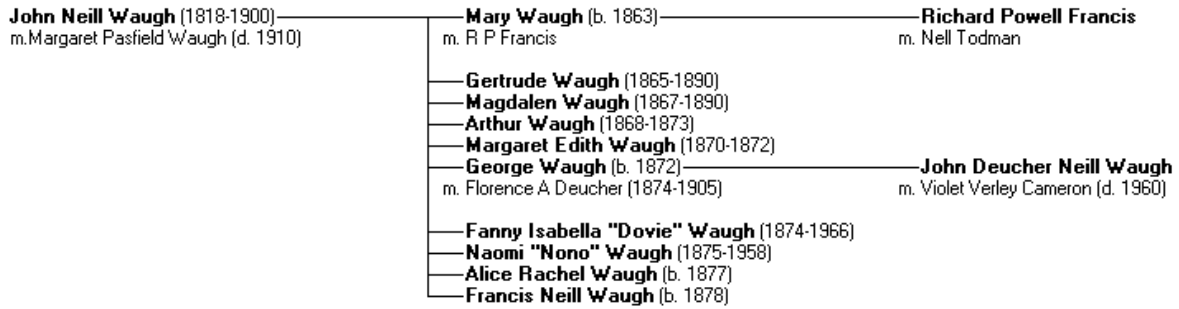 John Neill Waugh (1818-1900) Mary Waugh (b. 1863) Richard Powell Francis
m.Margaret Pasfield Waugh (d. 1910) m. R P Francis m. Nell Todman
Gertrude Waugh (1865-1890)
Magdalen Waugh (1867-1890)
Arthur Waugh (1868-1873)
Margaret Edith Waugh (1870-1872)
George Waugh (b. 1872) John Deucher Neill Waugh
m. Florence A Deucher (1874-1905) m. Violet Verley Cameron (d. 1960)
Fanny Isabella "Dovie" Waugh (1874-1966)
Naomi "Nono" Waugh (1875-1958)
Alice Rachel Waugh (b. 1877)
Francis Neill Waugh (b. 1878)